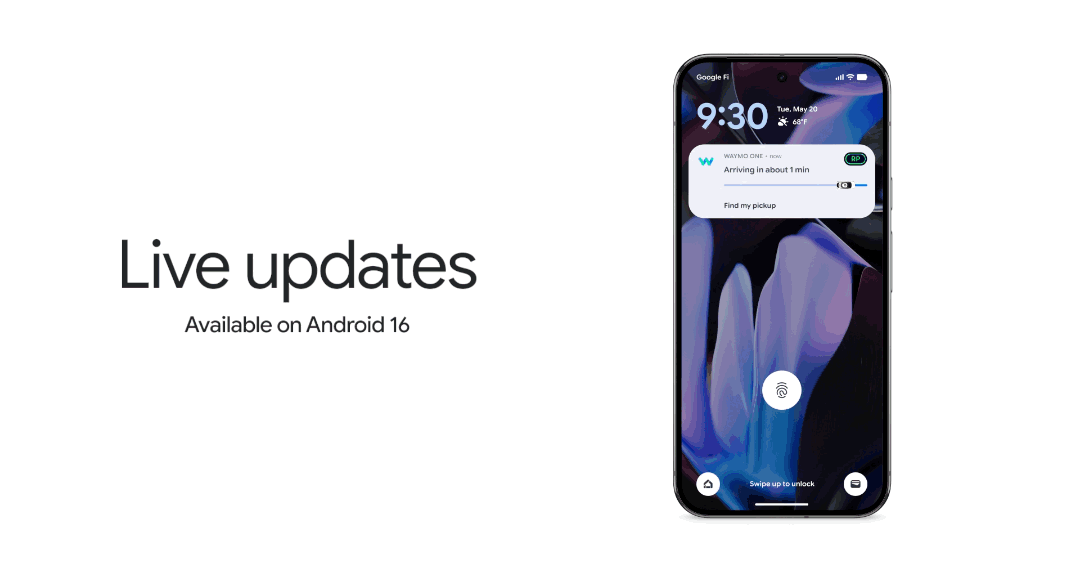 Live updates
Available on Android 16
Google Fi
9:30
Tue, May 20
68°F
WAYMO ONE • now
RP
Arriving in about 1 min
Find my pickup
Swipe up to unlock